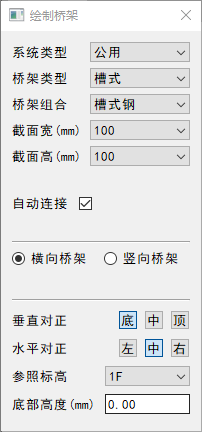 绘制桥架
系统类型 公用
桥架类型 槽式
桥架组合 槽式钢
截面宽(mm) 100
截面高(mm) 100
自动连接
横向桥架 竖向桥架
垂直对正 底 中 顶
水平对正 左 中 右
参照标高 1F
底部高度(mm) 0.00